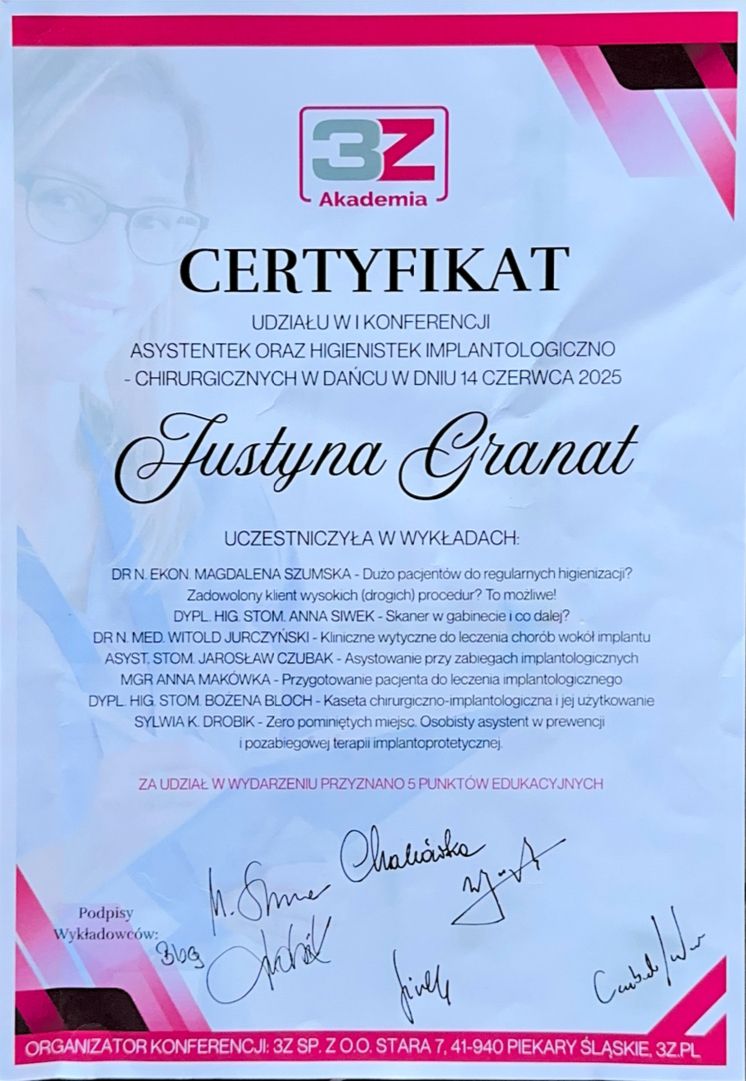 3Z
Akademia
CERTYFIKAT
UDZIAŁU W I KONFERENCJI
ASYSTENTEK ORAZ HIGIENISTEK IMPLANTOLOGICZNO
- CHIRURGICZNYCH W DAŃCU W DNIU 14 CZERWCA 2025
Justyna Granat
UCZESTNICZYŁA W WYKŁADACH:
DR N. EKON. MAGDALENA SZUMSKA - Dużo pacjentów do regularnych higienizacji?
Zadowolony klient wysokich (drogich) procedur? To możliwe!
DYPL. HIG. STOM. ANNA SIWEK - Skaner w gabinecie i co dalej?
DR N. MED. WITOLD JURCZYŃSKI - Kliniczne wytyczne do leczenia chorób wokół implantu
ASYST. STOM. JAROSŁAW CZUBAK - Asystowanie przy zabiegach implantologicznych
MGR ANNA MAKÓWKA - Przygotowanie pacjenta do leczenia implantologicznego
DYPL. HIG. STOM. BOŻENA BLOCH - Kaseta chirurgiczno-implantologiczna i jej użytkowanie
SYLWIA K. DROBIK - Zero pominiętych miejsc. Osobisty asystent w prewencji
i pozabiegowej terapii implantoprotetycznej.
ZA UDZIAŁ W WYDARZENIU PRZYZNANO 5 PUNKTÓW EDUKACYJNYCH
Podpisy
Wykładowców:
ORGANIZATOR KONFERENCJI: 3Z SP. Z O.O. STARA 7, 41-940 PIEKARY ŚLĄSKIE, 3Z.PL